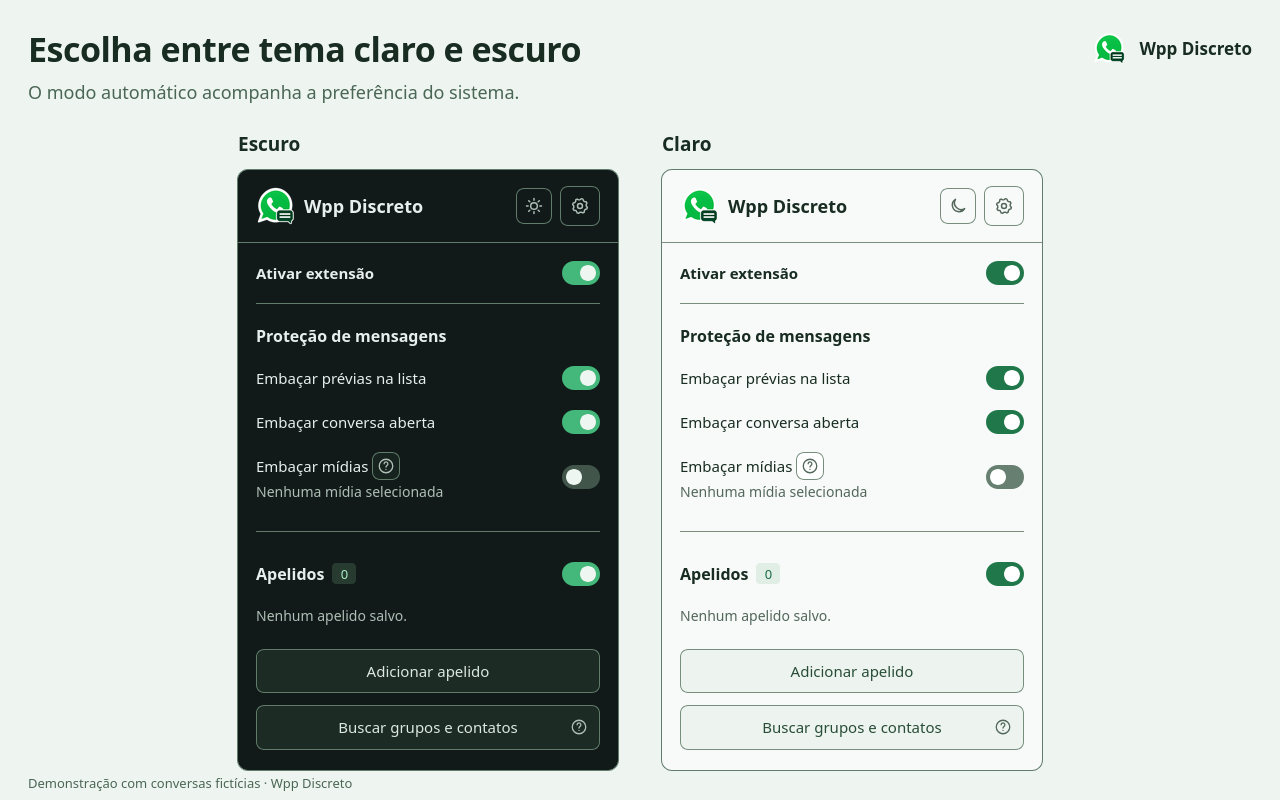 Escolha entre tema claro e escuro
Wpp Discreto
O modo automático acompanha a preferência do sistema.
Escuro
Wpp Discreto
Ativar extensão
Proteção de mensagens
Embaçar prévias na lista
Embaçar conversa aberta
Embaçar mídias ?
Nenhuma mídia selecionada
Apelidos 0
Nenhum apelido salvo.
Adicionar apelido
Buscar grupos e contatos ?
Claro
Wpp Discreto
Ativar extensão
Proteção de mensagens
Embaçar prévias na lista
Embaçar conversa aberta
Embaçar mídias ?
Nenhuma mídia selecionada
Apelidos 0
Nenhum apelido salvo.
Adicionar apelido
Buscar grupos e contatos ?
Demonstração com conversas fictícias · Wpp Discreto